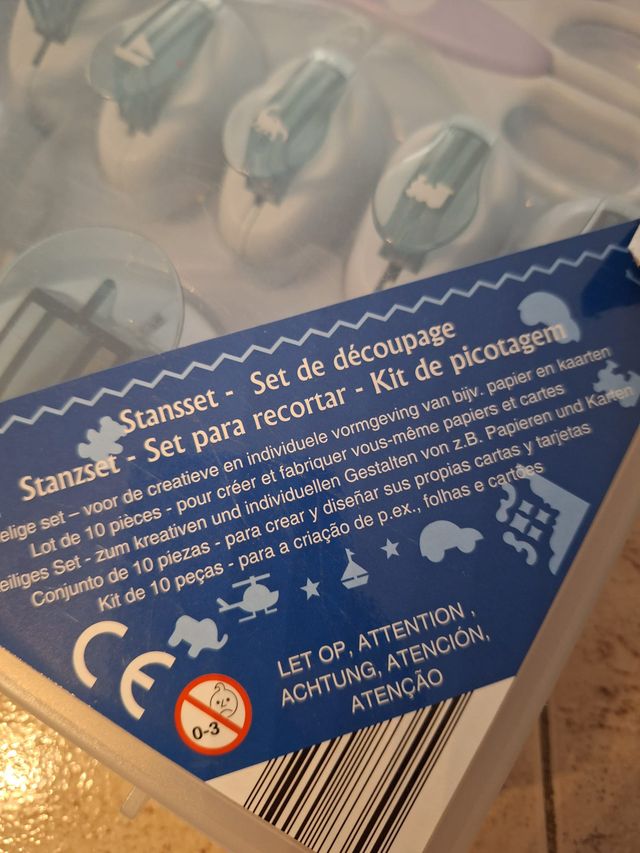 Stansset - Set de découpage
Stanzset - Set para recortar - Kit de picotagem
elige set – voor de creatieve en individuele vormgeving van bijv. papier en kaarten
Lot de 10 pieces - pour créer et fabriquer vous-même papiers et cartes
eiliges Set - zum kreativen und individuellen Gestalten von z.B. Papieren und Karten
Conjunto de 10 piezas - para crear y diseñar sus propias cartas y tarjetas
Kit de 10 peças - para a criação de p.ex., folhas e cartões
CE
0-3
LET OP, ATTENTION ,
ACHTUNG, ATENCIÓN,
ATENÇÃO